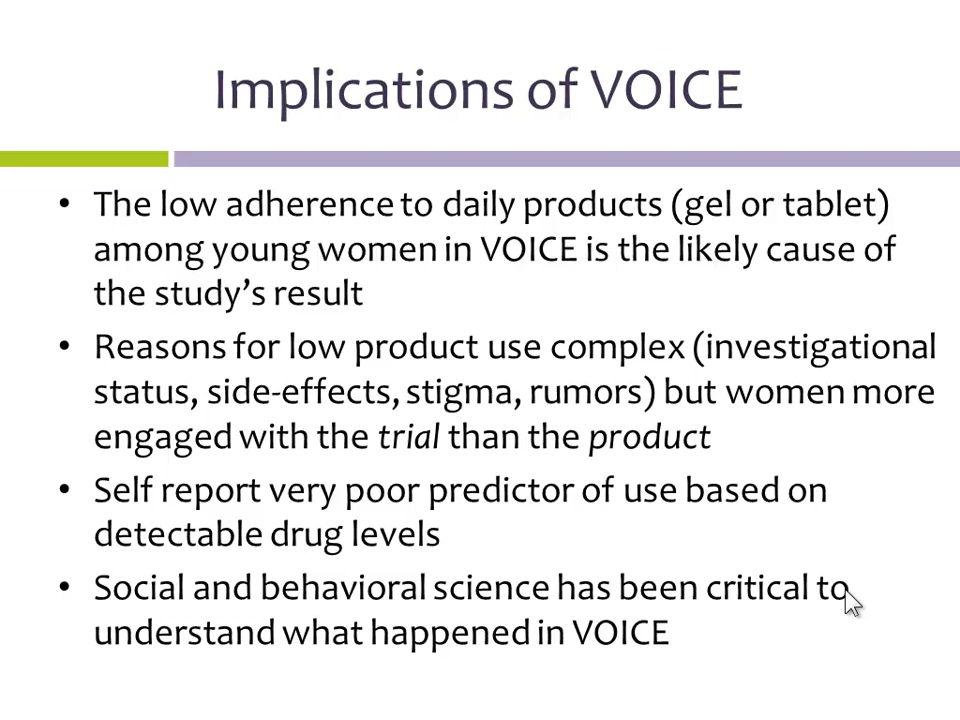 Implications of VOICE
• The low adherence to daily products (gel or tablet)
among young women in VOICE is the likely cause of
the study's result
• Reasons for low product use complex (investigational
status, side-effects, stigma, rumors) but women more
engaged with the trial than the product
• Self report very poor predictor of use based on
detectable drug levels
• Social and behavioral science has been critical to
understand what happened in VOICE